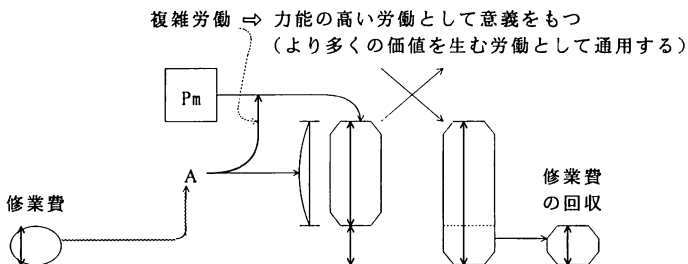 複雑労働 ⇨ 力能の高い労働として意義をもつ
(より多くの価値を生む労働として通用する)
Pm
A
修業費
修業費
の回収